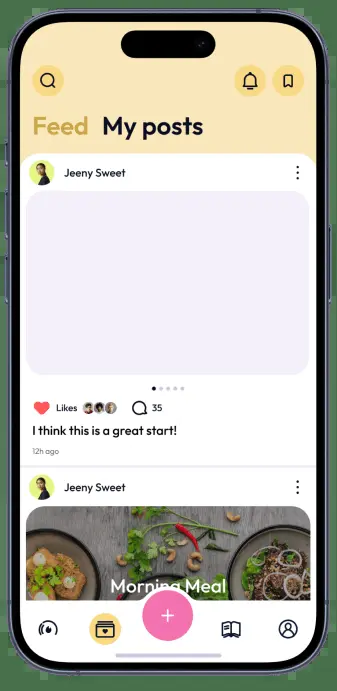 Feed My posts
Jeeny Sweet
Likes 35
I think this is a great start!
12h ago
Jeeny Sweet
Morning Meal